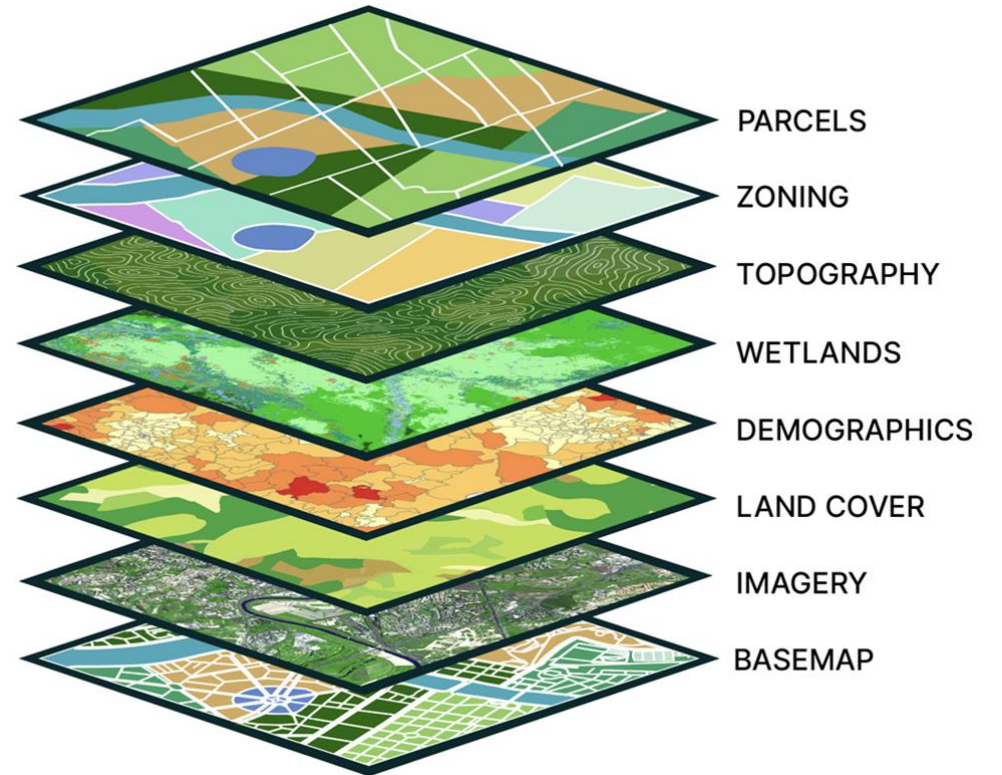 PARCELS
ZONING
TOPOGRAPHY
WETLANDS
DEMOGRAPHICS
LAND COVER
IMAGERY
BASEMAP